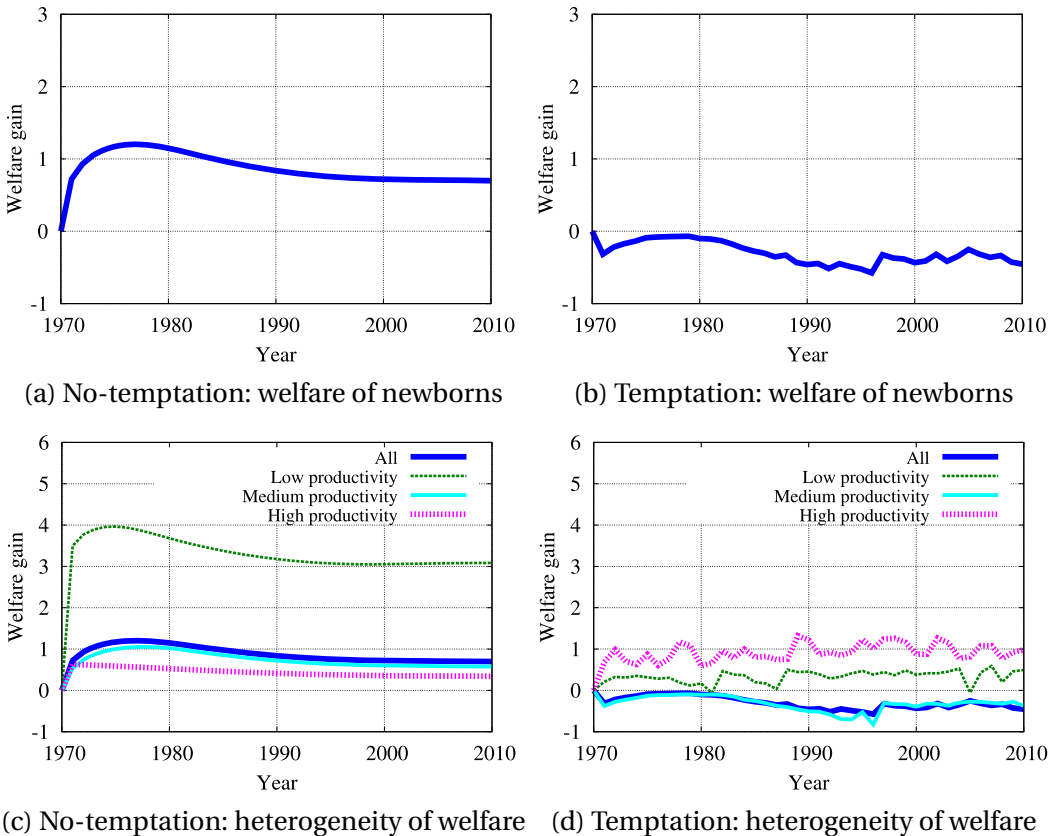 3
2
1
0
-1
Welfare gain
1970 1980 1990 2000 2010
Year
(a) No-temptation: welfare of newborns
3
2
1
0
-1
Welfare gain
1970 1980 1990 2000 2010
Year
(b) Temptation: welfare of newborns
6
5
4
3
2
1
0
-1
Welfare gain
All
Low productivity
Medium productivity
High productivity
1970 1980 1990 2000 2010
Year
(c) No-temptation: heterogeneity of welfare
6
5
4
3
2
1
0
-1
Welfare gain
All
Low productivity
Medium productivity
High productivity
1970 1980 1990 2000 2010
Year
(d) Temptation: heterogeneity of welfare